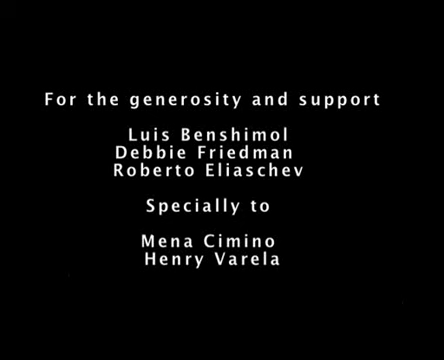 For the generosity and support
Luis Benshimol
Debbie Friedman
Roberto Eliaschev
Specially to
Mena Cimino
Henry Varela